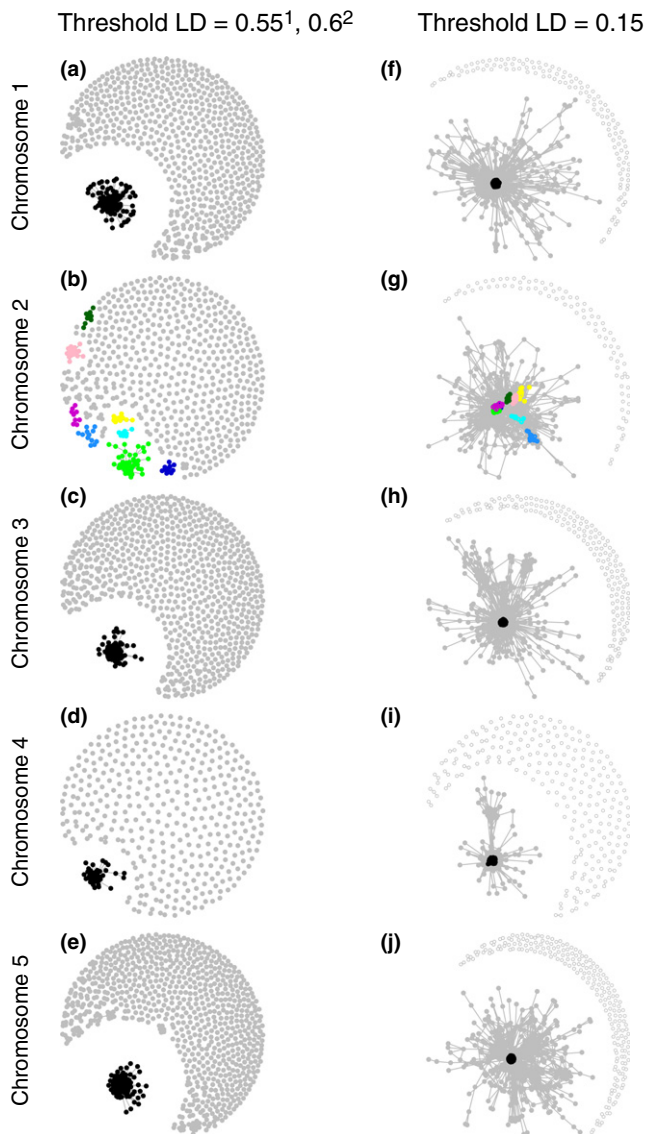 Threshold LD = 0.55¹, 0.6² Threshold LD = 0.15
Chromosome 1
(a) (f)
Chromosome 2
(b) (g)
Chromosome 3
(c) (h)
Chromosome 4
(d) (i)
Chromosome 5
(e) (j)